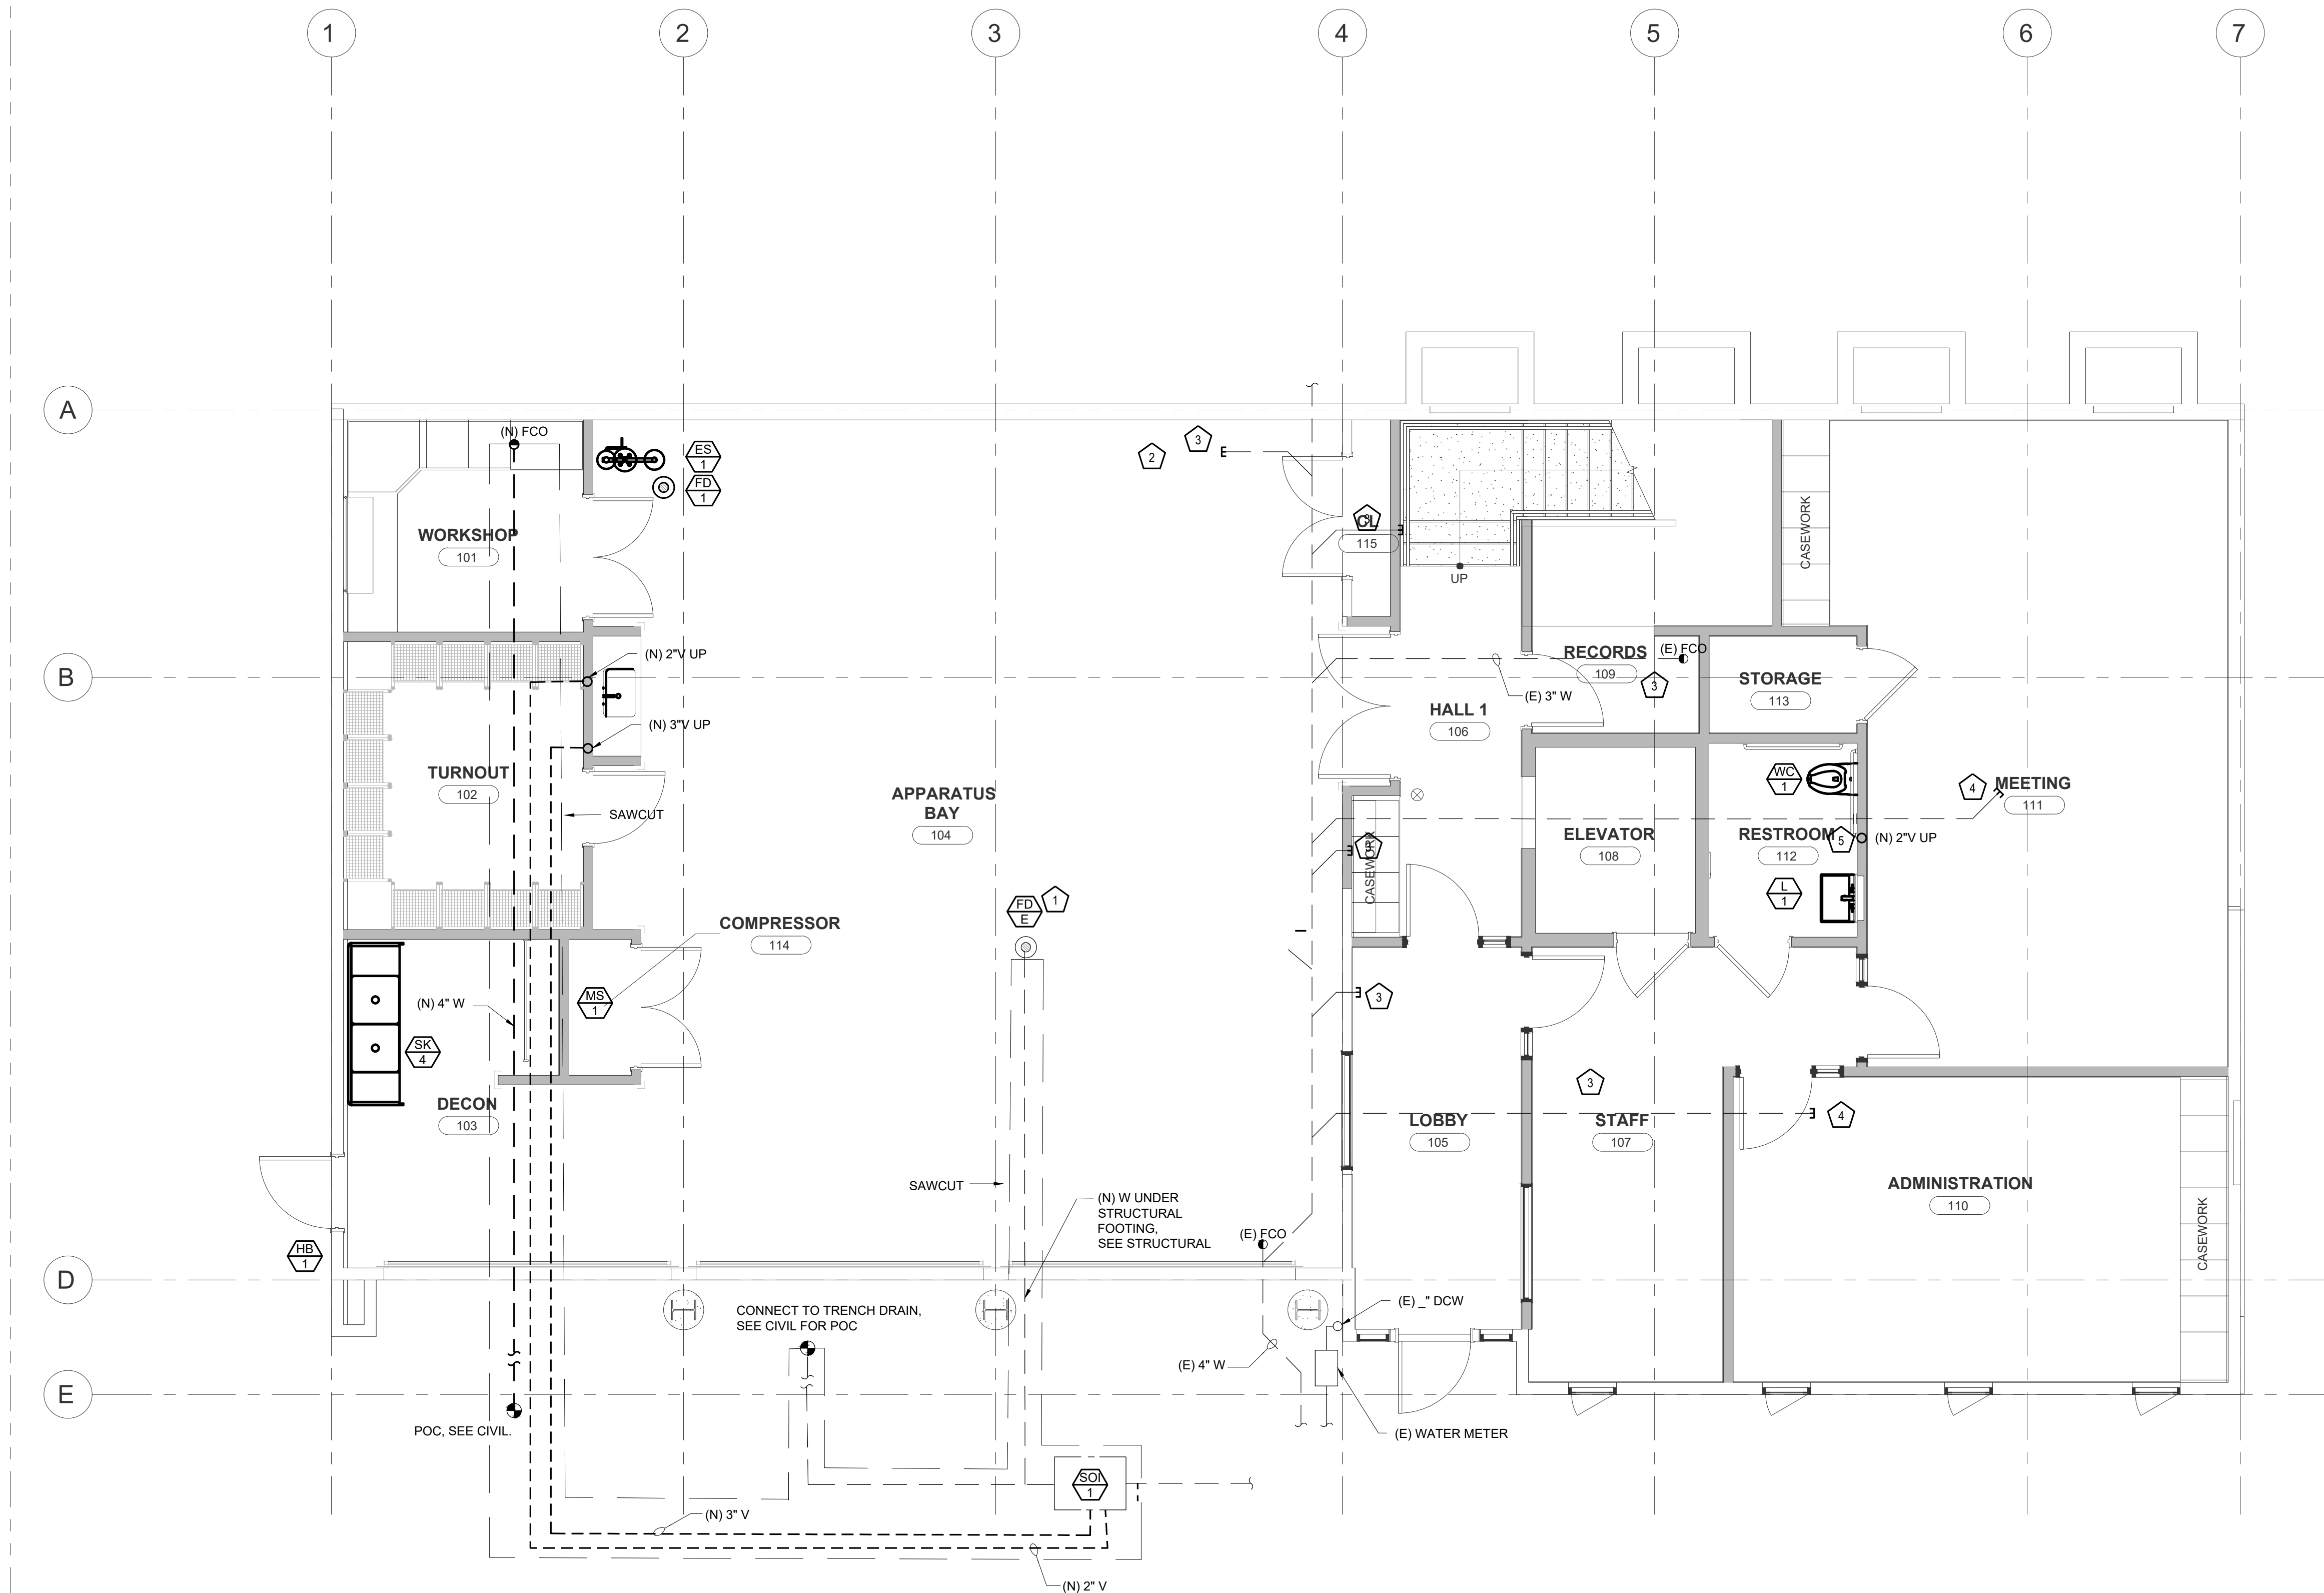 1
2
3
4
5
6
7
A
(N) FCO
ES
1
FD
1
2
3
WORKSHOP
101
CL
115
UP
CASEWORK
B
(N) 2"V UP
(N) 3"V UP
TURNOUT
102
SAWCUT
APPARATUS
BAY
104
RECORDS
109
(E) FCO
3
(E) 3" W
HALL 1
106
STORAGE
113
WC
1
4
MEETING
111
ELEVATOR
108
RESTROOM
112
5
(N) 2"V UP
L
1
CASEWORK
COMPRESSOR
114
FD
E
1
(N) 4" W
MS
1
SK
4
DECON
103
3
3
LOBBY
105
STAFF
107
4
ADMINISTRATION
110
CASEWORK
SAWCUT
(N) W UNDER
STRUCTURAL
FOOTING,
SEE STRUCTURAL
(E) FCO
HB
1
D
CONNECT TO TRENCH DRAIN,
SEE CIVIL FOR POC
(E) _" DCW
(E) 4" W
E
POC, SEE CIVIL.
(E) WATER METER
SOI
1
(N) 3" V
(N) 2" V